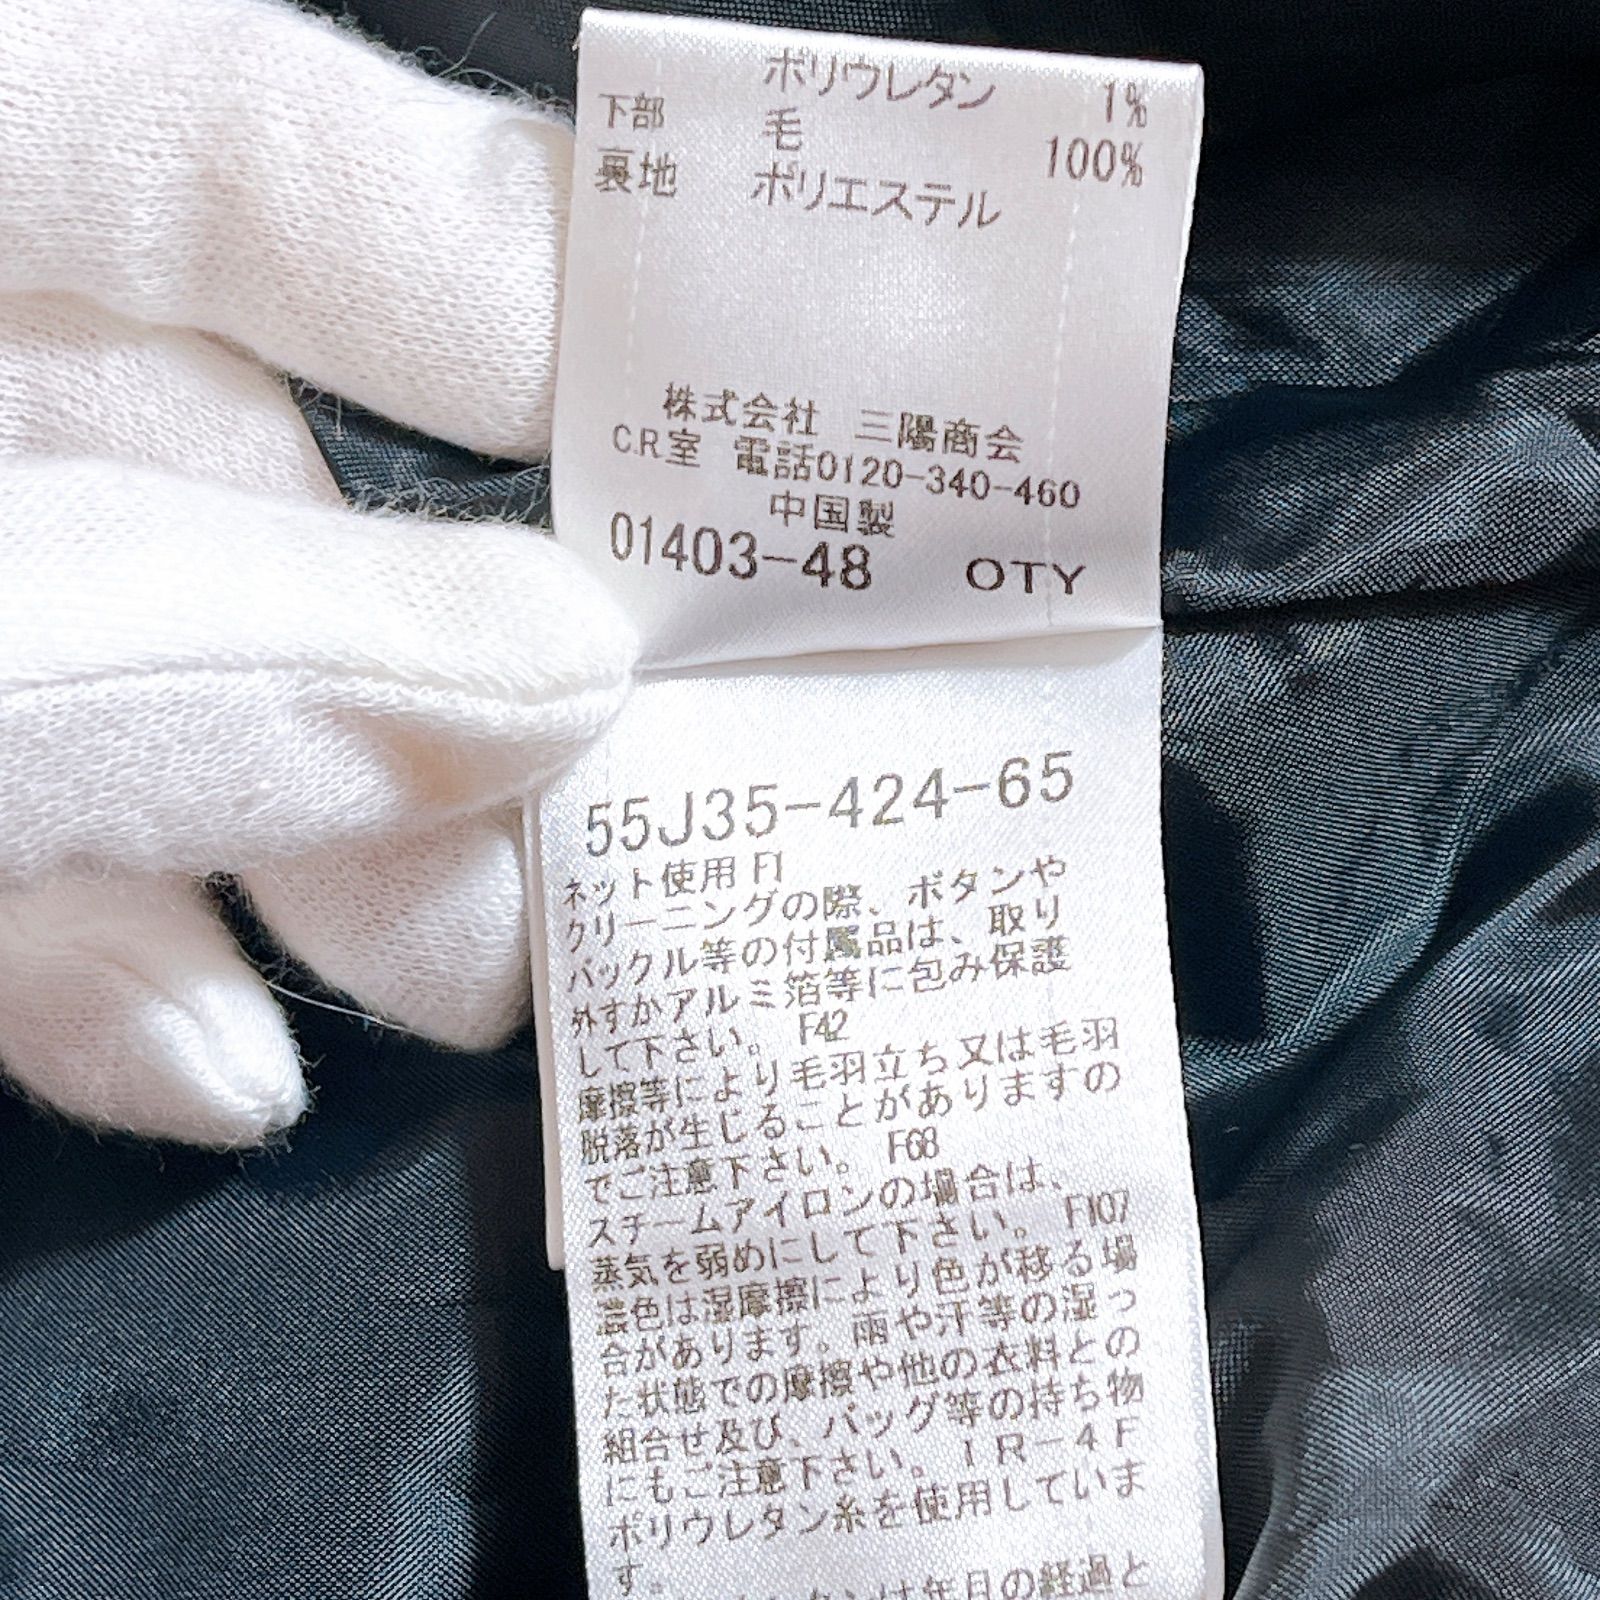 ポリウレタン 1%
下部 毛 100%
裏地 ポリエステル
株式会社 三陽商会
C.R室 電話0120-340-460
中国製
01403-48 OTY
55J35-424-65
ネット使用 F1
クリーニングの際、ボタンや
バックル等の付属品は、取り
外すかアルミ箔等に包み保護
して下さい。 F42
摩擦等により毛羽立ち又は毛羽
脱落が生じることがありますの
でご注意下さい。 F68
スチームアイロンの場合は、
蒸気を弱めにして下さい。 F107
濃色は湿摩擦により色が移る場
合があります。雨や汗等の湿っ
た状態での摩擦や他の衣料との
組合せ及び、バッグ等の持ち物
にもご注意下さい。 IR-4F
ポリウレタン糸を使用していま
す。
は年日の経過と